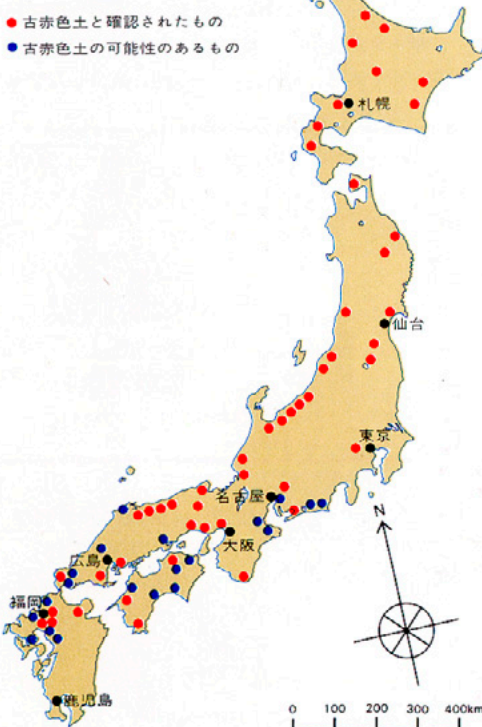 古赤色土と確認されたもの
古赤色土の可能性のあるもの
札幌
仙台
東京
名古屋
大阪
広島
福岡
鹿児島
N
0 100 200 300 400km